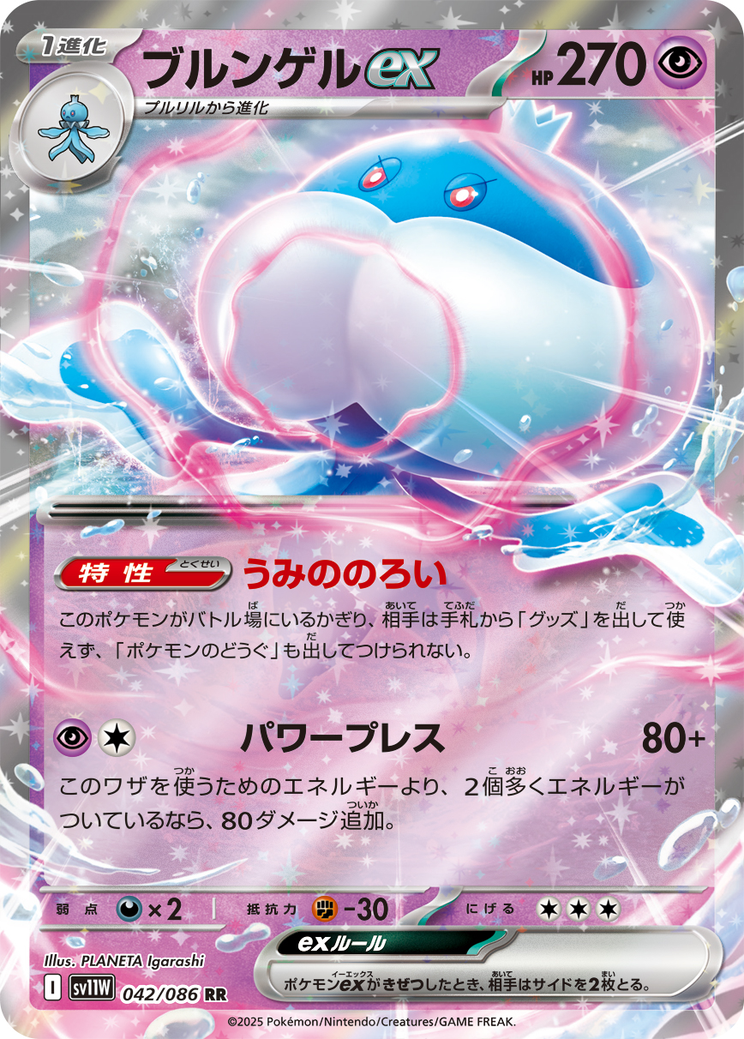 1進化
ブルンゲルex
HP270
プルリルから進化
特性
とくせい
うみののろい
このポケモンがバトル場にいるかぎり、相手は手札から「グッズ」を出して使
えず、「ポケモンのどうぐ」も出してつけられない。
パワープレス 80+
このワザを使うためのエネルギーより、2個多くエネルギーが
ついているなら、80ダメージ追加。
弱点 ×2 抵抗力 -30 にげる
Illus. PLANETA Igarashi
exルール
ポケモンexがきぜつしたとき、相手はサイドを2枚とる。
I sv11W 042/086 RR
©2025 Pokémon/Nintendo/Creatures/GAME FREAK.